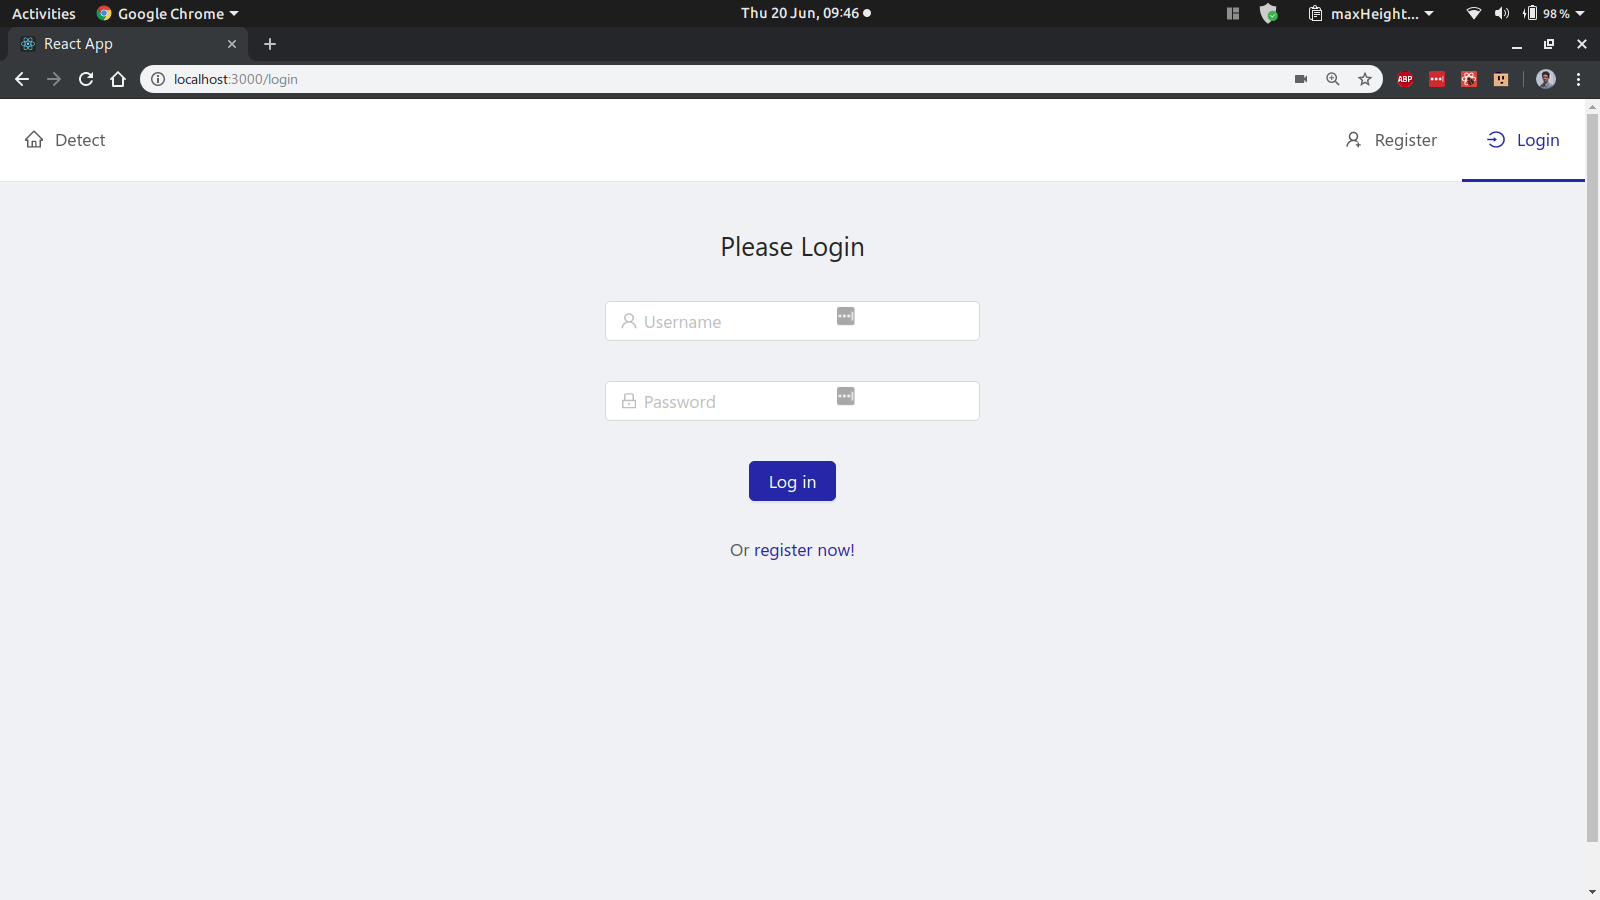 Activities Google Chrome Thu 20 Jun, 09:46 maxHeight... 98 %
React App
localhost:3000/login ABP
Detect Register Login
Please Login
Username
Password
Log in
Or register now!